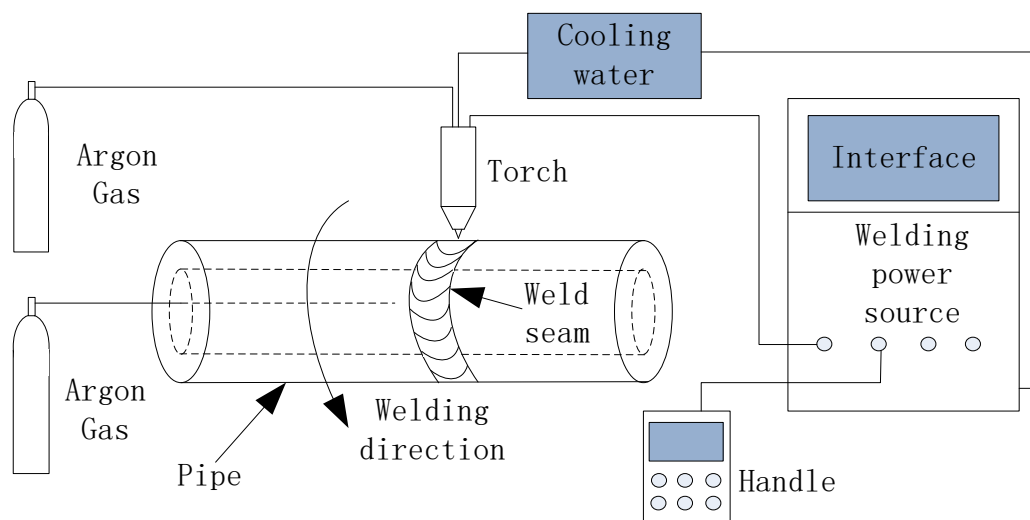 Cooling
water
Argon
Gas
Torch
Interface
Welding
power
source
Weld
seam
Argon
Gas
Welding
direction
Pipe
Handle